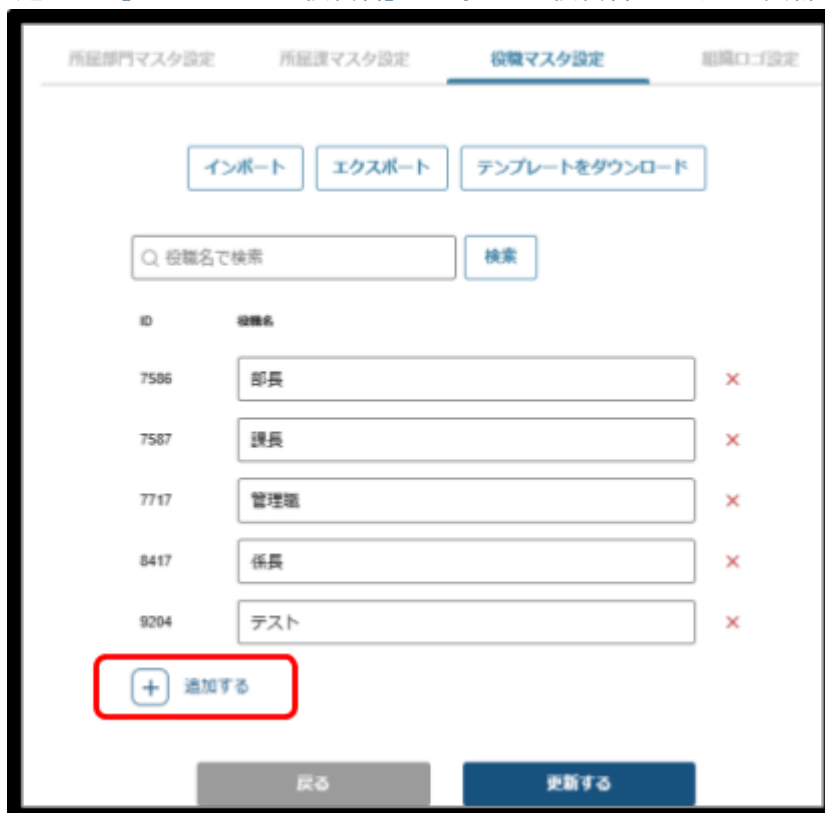 所属部門マスタ設定 所属課マスタ設定 役職マスタ設定 組織ロゴ設定
インポート エクスポート テンプレートをダウンロード
役職名で検索 検索
ID 役職名
7586 部長
7587 課長
7717 管理職
8417 係長
9204 テスト
追加する
戻る 更新する